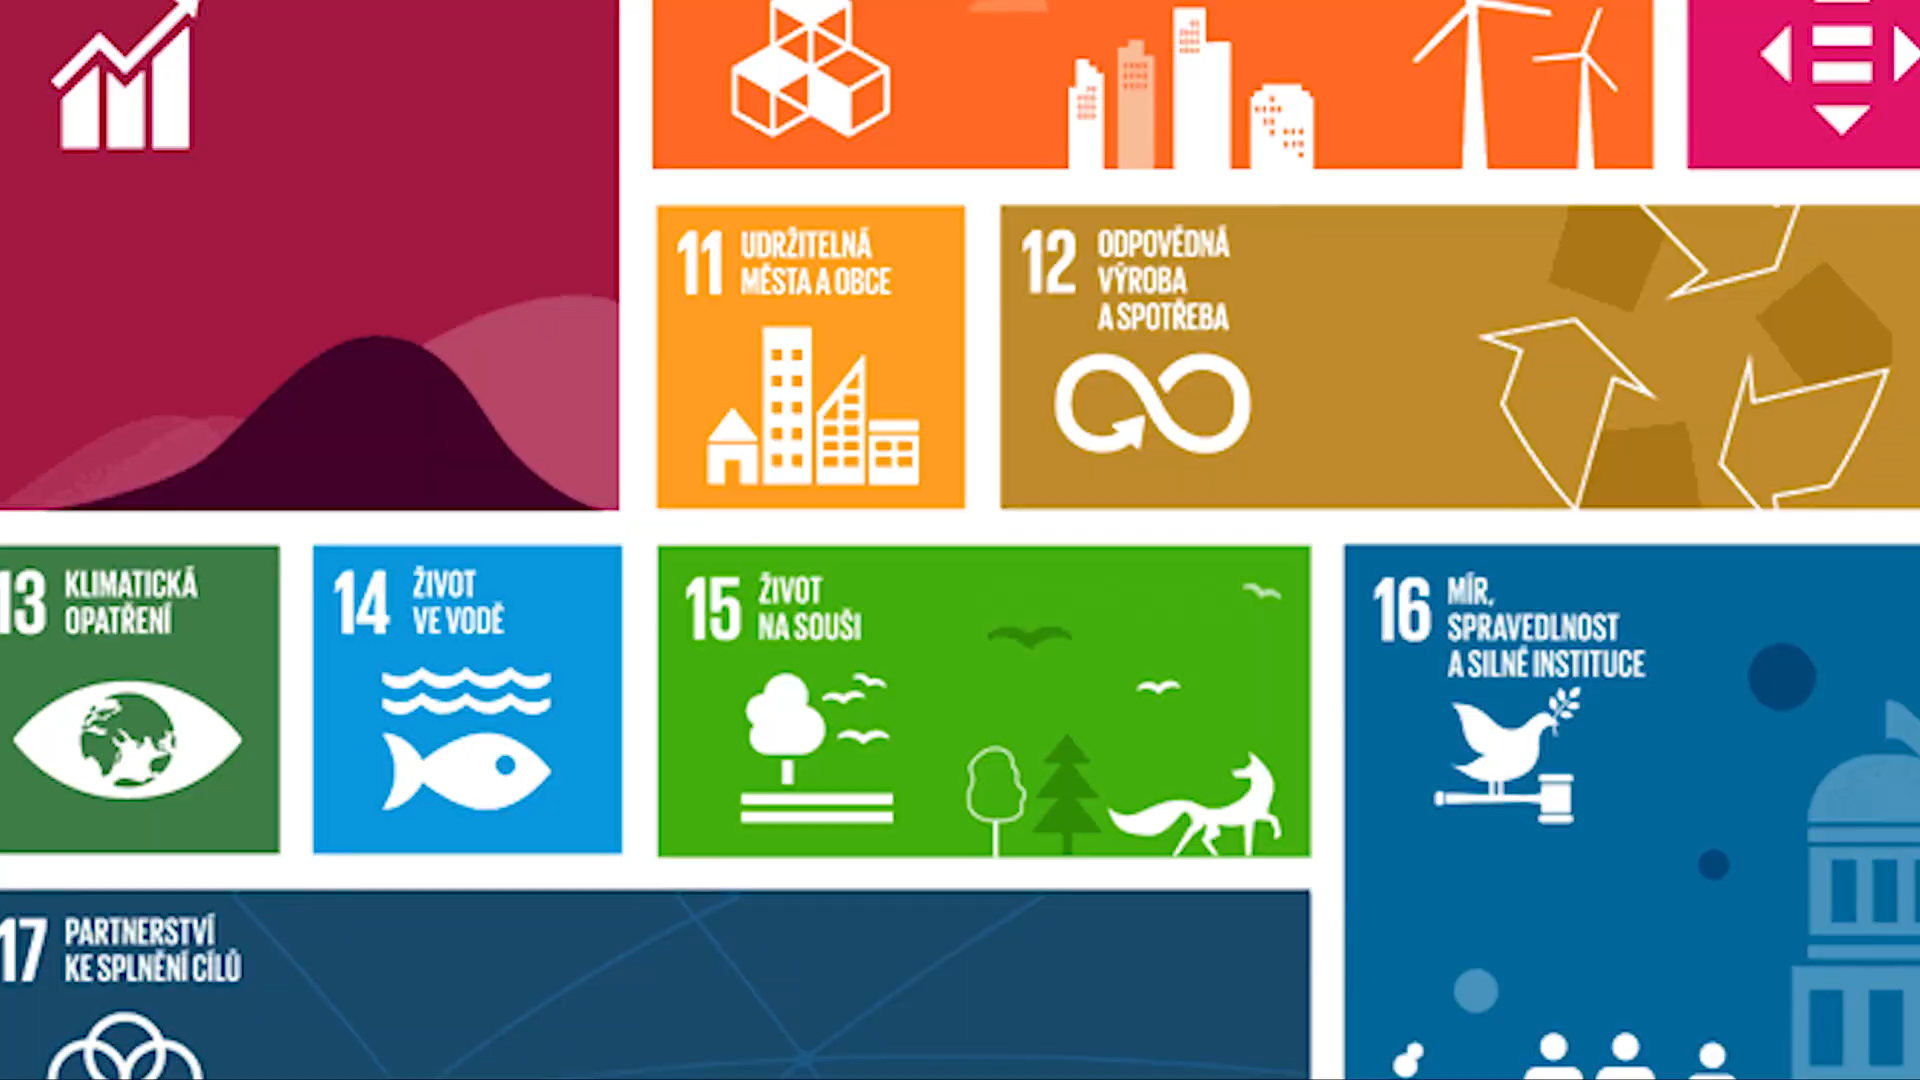 11 UDRŽITELNÁ
MĚSTA A OBCE
12 ODPOVĚDNÁ
VÝROBA
A SPOTŘEBA
13 KLIMATICKÁ
OPATŘENÍ
14 ŽIVOT
VE VODĚ
15 ŽIVOT
NA SOUŠI
16 MÍR,
SPRAVEDLNOST
A SILNÉ INSTITUCE
17 PARTNERSTVÍ
KE SPLNĚNÍ CÍLŮ